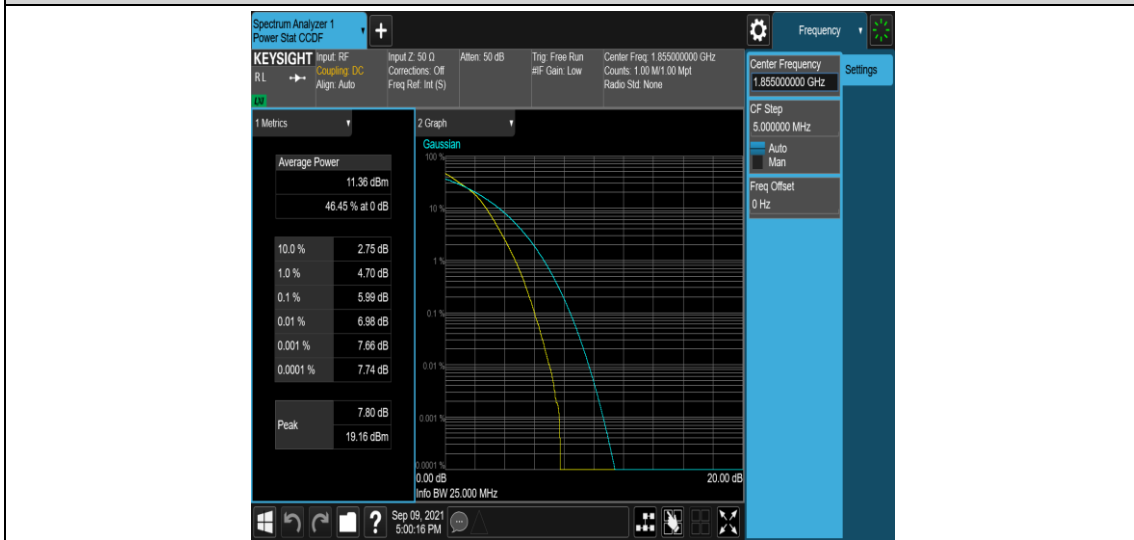 Spectrum Analyzer 1
Power Stat CCDF
+
Frequency
KEYSIGHT
Input: RF
Coupling: DC
Align: Auto
RL
LXI
Input Z: 50 Ω
Corrections: Off
Freq Ref: Int (S)
Atten: 50 dB
Trig: Free Run
#IF Gain: Low
Center Freq: 1.855000000 GHz
Counts: 1.00 M/1.00 Mpt
Radio Std: None
Center Frequency
1.855000000 GHz
Settings
CF Step
5.000000 MHz
Auto
Man
Freq Offset
0 Hz
1 Metrics
Average Power
11.36 dBm
46.45 % at 0 dB
10.0 % 2.75 dB
1.0 % 4.70 dB
0.1 % 5.99 dB
0.01 % 6.98 dB
0.001 % 7.66 dB
0.0001 % 7.74 dB
Peak
7.80 dB
19.16 dBm
2 Graph
Gaussian
100 %
10 %
1 %
0.1 %
0.01 %
0.001 %
0.0001 %
0.00 dB
20.00 dB
Info BW 25.000 MHz
?
Sep 09, 2021
5:00:16 PM